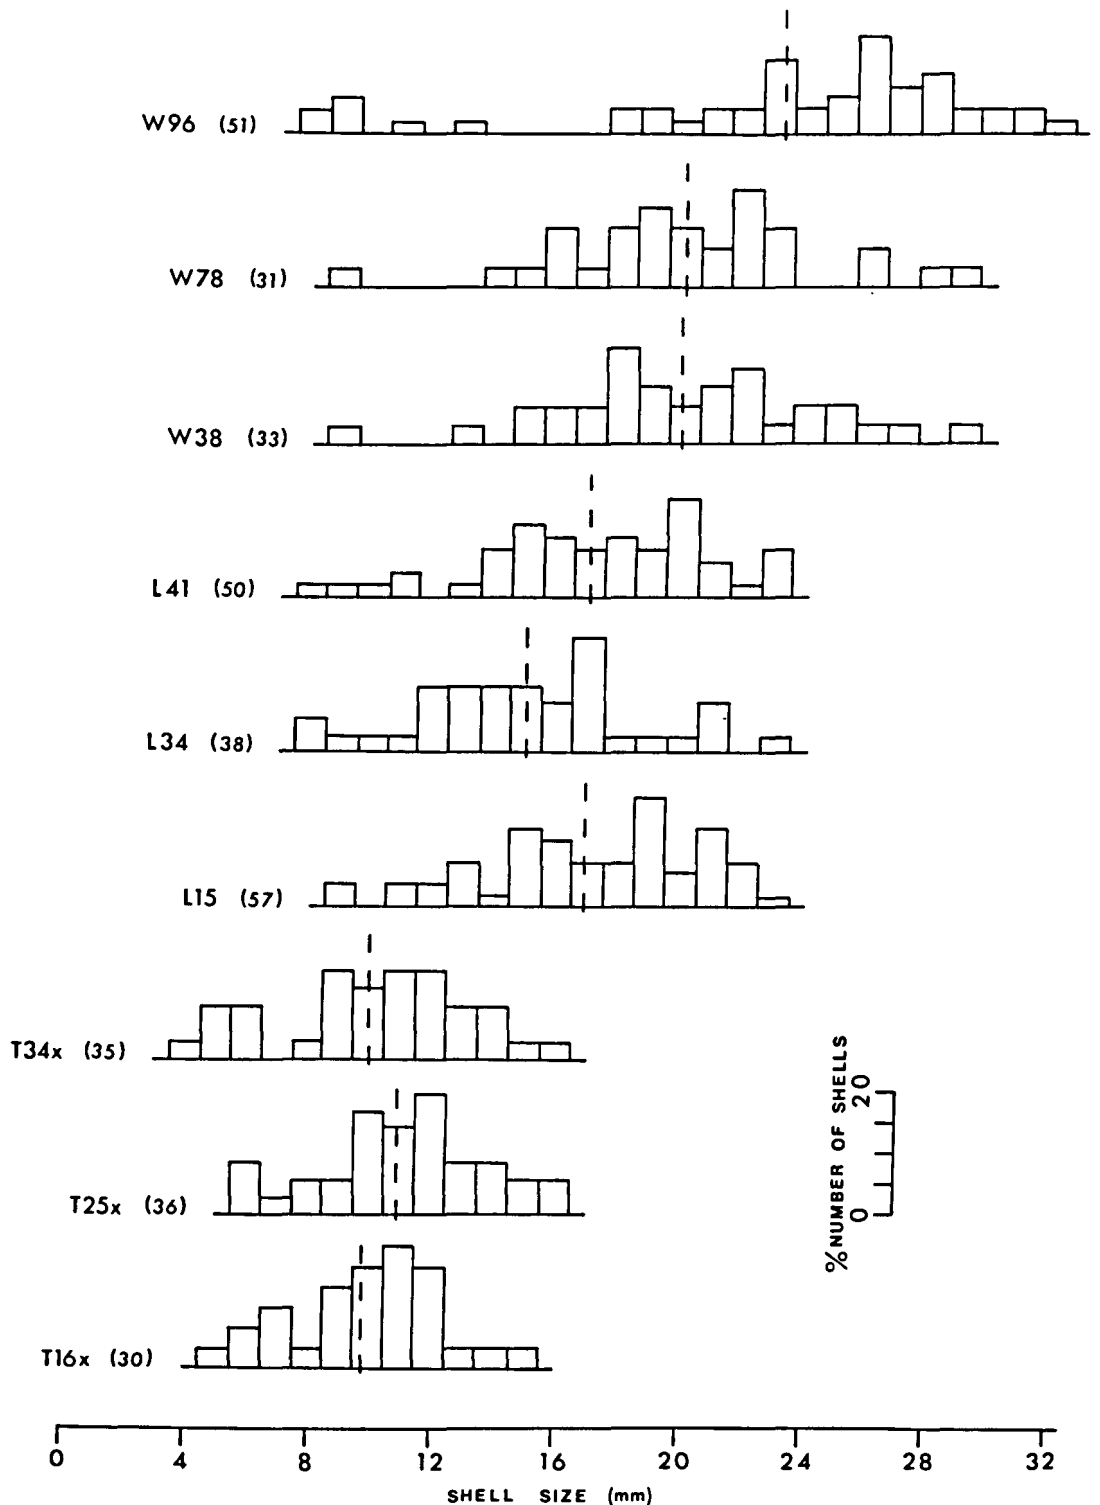 W96 (51)
W78 (31)
W38 (33)
L41 (50)
L34 (38)
L15 (57)
T34x (35)
T25x (36)
T16x (30)
% NUMBER OF SHELLS
20
0
0 4 8 12 16 20 24 28 32
SHELL SIZE (mm)